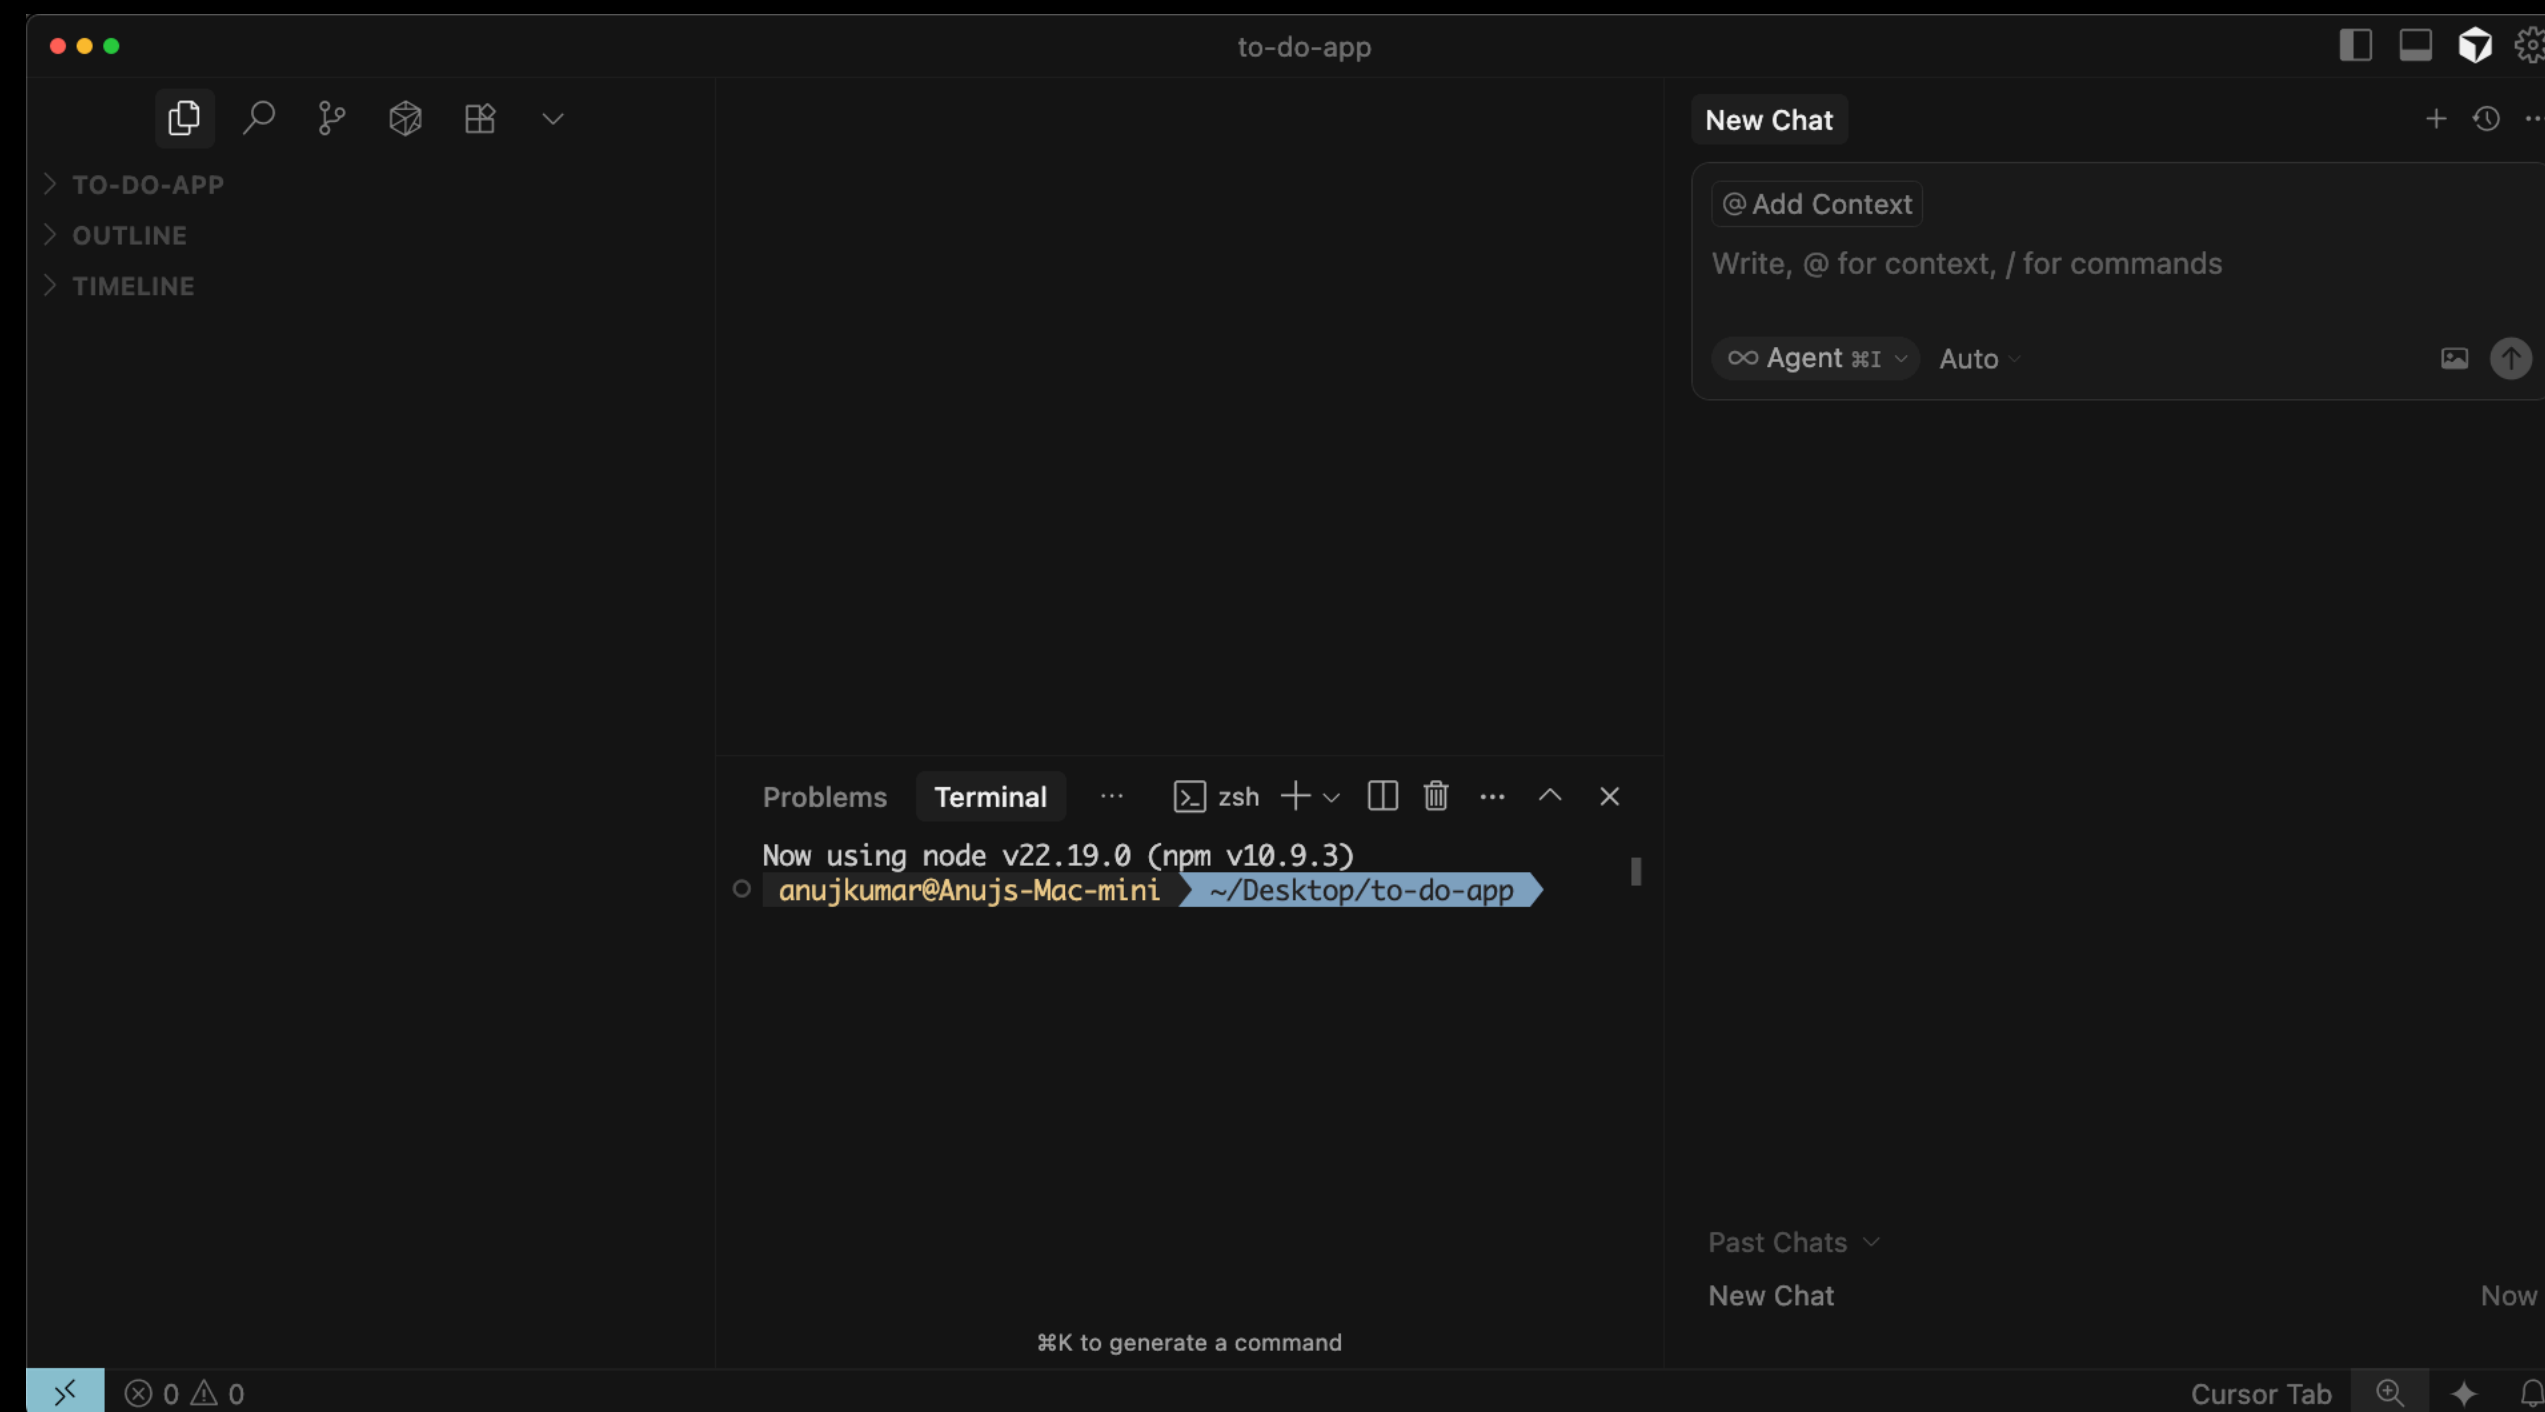 to-do-app
TO-DO-APP
OUTLINE
TIMELINE
Problems Terminal ··· zsh
Now using node v22.19.0 (npm v10.9.3)
anujkumar@Anujs-Mac-mini ~/Desktop/to-do-app
⌘K to generate a command
New Chat
@ Add Context
Write, @ for context, / for commands
∞ Agent ⌘I Auto
Past Chats
New Chat Now
0 0 Cursor Tab